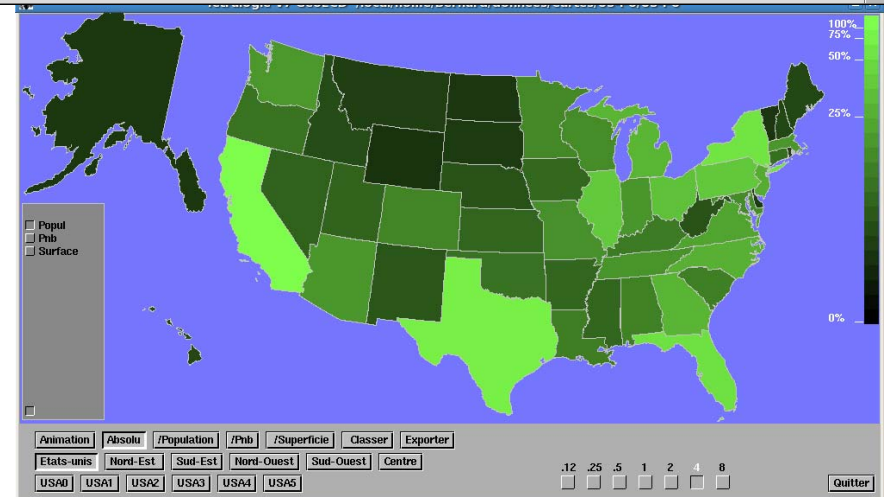 100%
75%
50%
25%
0%
Popul
Pnb
Surface
Animation Absolu /Population /Pnb /Superficie Classer Exporter
Etats-unis Nord-Est Sud-Est Nord-Ouest Sud-Ouest Centre
.12 .25 .5 1 2 4 8
USA0 USA1 USA2 USA3 USA4 USA5 Quitter